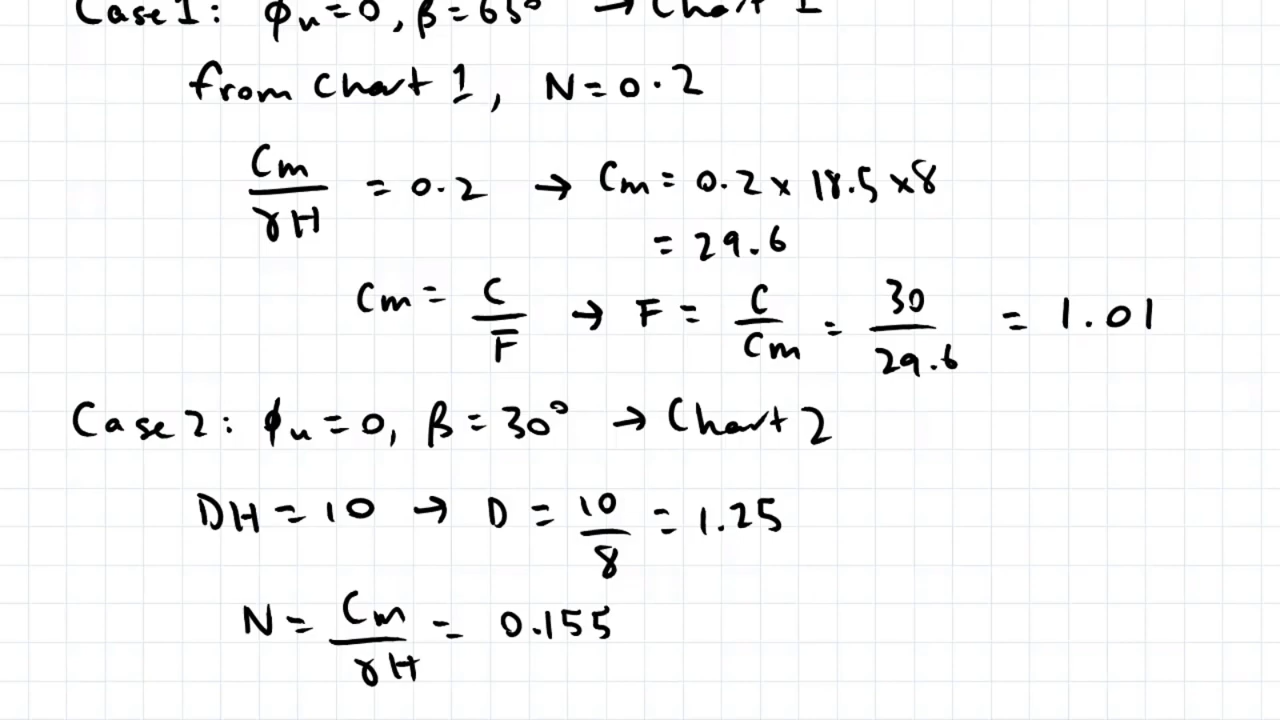 Case 1: ϕu = 0, β = 65° → Chart 1
from Chart 1, N = 0.2
Cm/γH = 0.2 → Cm = 0.2 × 18.5 × 8
= 29.6
Cm = C/F → F = C/Cm = 30/29.6 = 1.01
Case 2: ϕu = 0, β = 30° → Chart 2
DH = 10 → D = 10/8 = 1.25
N = Cm/γH = 0.155